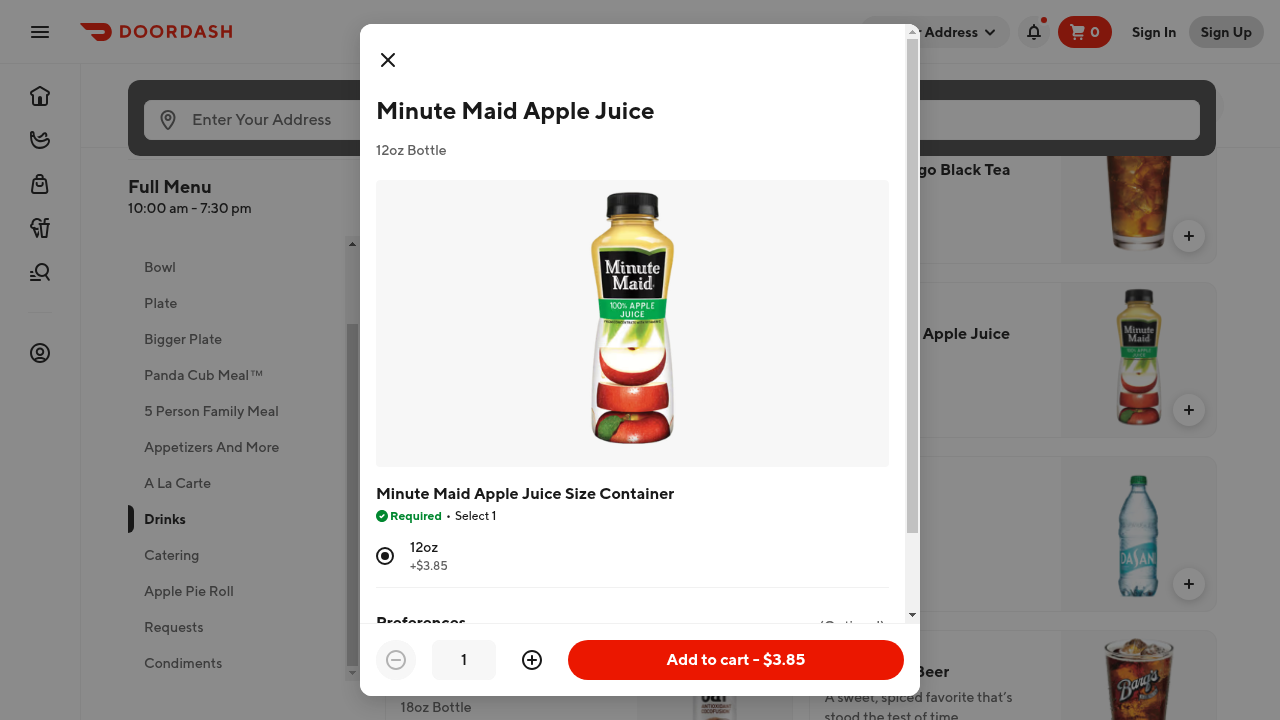 DOORDASH
Address
0
Sign In
Sign Up
Enter Your Address
Full Menu
10:00 am - 7:30 pm
Bowl
Plate
Bigger Plate
Panda Cub Meal™
5 Person Family Meal
Appetizers And More
A La Carte
Drinks
Catering
Apple Pie Roll
Requests
Condiments
Minute Maid Apple Juice
12oz Bottle
Minute
Maid
100% APPLE
JUICE
Minute Maid Apple Juice Size Container
Required • Select 1
12oz
+$3.85
Preferences
(Optional)
1
Add to cart - $3.85
Black Tea
Apple Juice
Minute
Maid
DASANI
Beer
A sweet, spiced favorite that's
stood the test of time.
Barq's
18oz Bottle